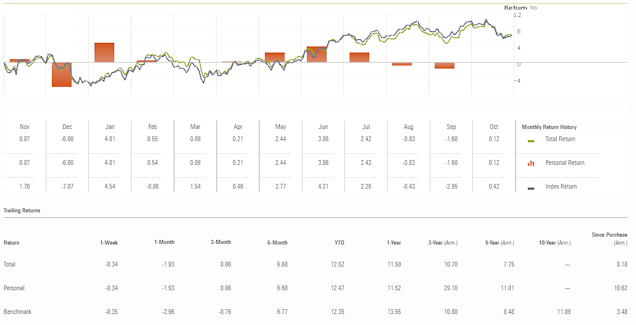 Return %
12
8
4
0
-4
Nov Dec Jan Feb Mar Apr May Jun Jul Aug Sep Oct Monthly Return History
0.87 -6.00 4.81 0.55 0.09 0.21 2.44 3.86 2.42 -0.83 -1.60 0.12 Total Return
0.87 -6.00 4.81 0.54 0.09 0.21 2.44 3.86 2.42 -0.83 -1.60 0.12 Personal Return
1.70 -7.07 4.54 -0.86 1.54 0.46 2.77 4.21 2.26 -0.43 -2.95 0.42 Index Return
Trailing Returns
Since Purchase
Return 1-Week 1-Month 3-Month 6-Month YTD 1-Year 3-Year (Ann.) 5-Year (Ann.) 10-Year (Ann.) (Ann.)
Total -0.34 -1.93 0.06 6.68 12.52 11.50 10.70 7.75 — 8.18
Personal -0.34 -1.93 0.06 6.68 12.47 11.52 29.10 11.01 — 10.62
Benchmark -0.35 -2.96 -0.76 6.77 12.35 13.56 10.80 8.48 11.09 3.48